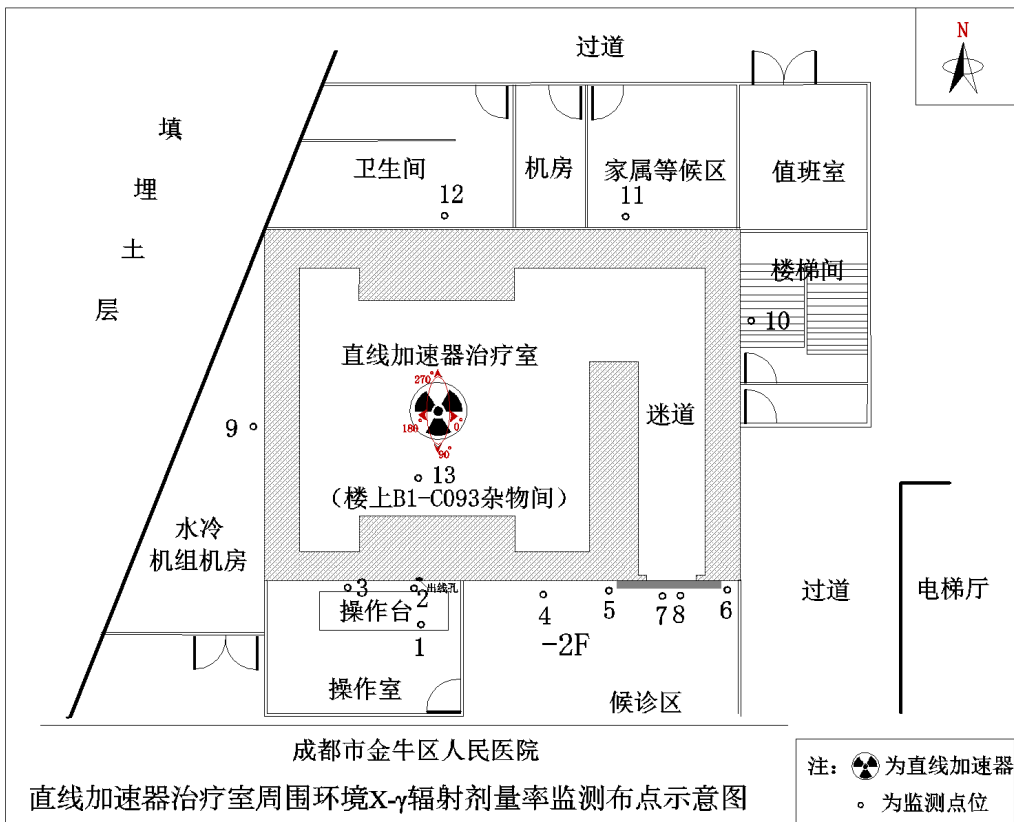 过道
N
填
埋
土
层
卫生间
机房
家属等候区
值班室
12
11
楼梯间
10
直线加速器治疗室
270°
180°
0°
90°
迷道
9
13
(楼上B1-C093杂物间)
水冷
机组机房
3
2
出线孔
操作台
1
4
5
7
8
6
-2F
过道
电梯厅
操作室
候诊区
成都市金牛区人民医院
直线加速器治疗室周围环境X-γ辐射剂量率监测布点示意图
注:
为直线加速器
为监测点位